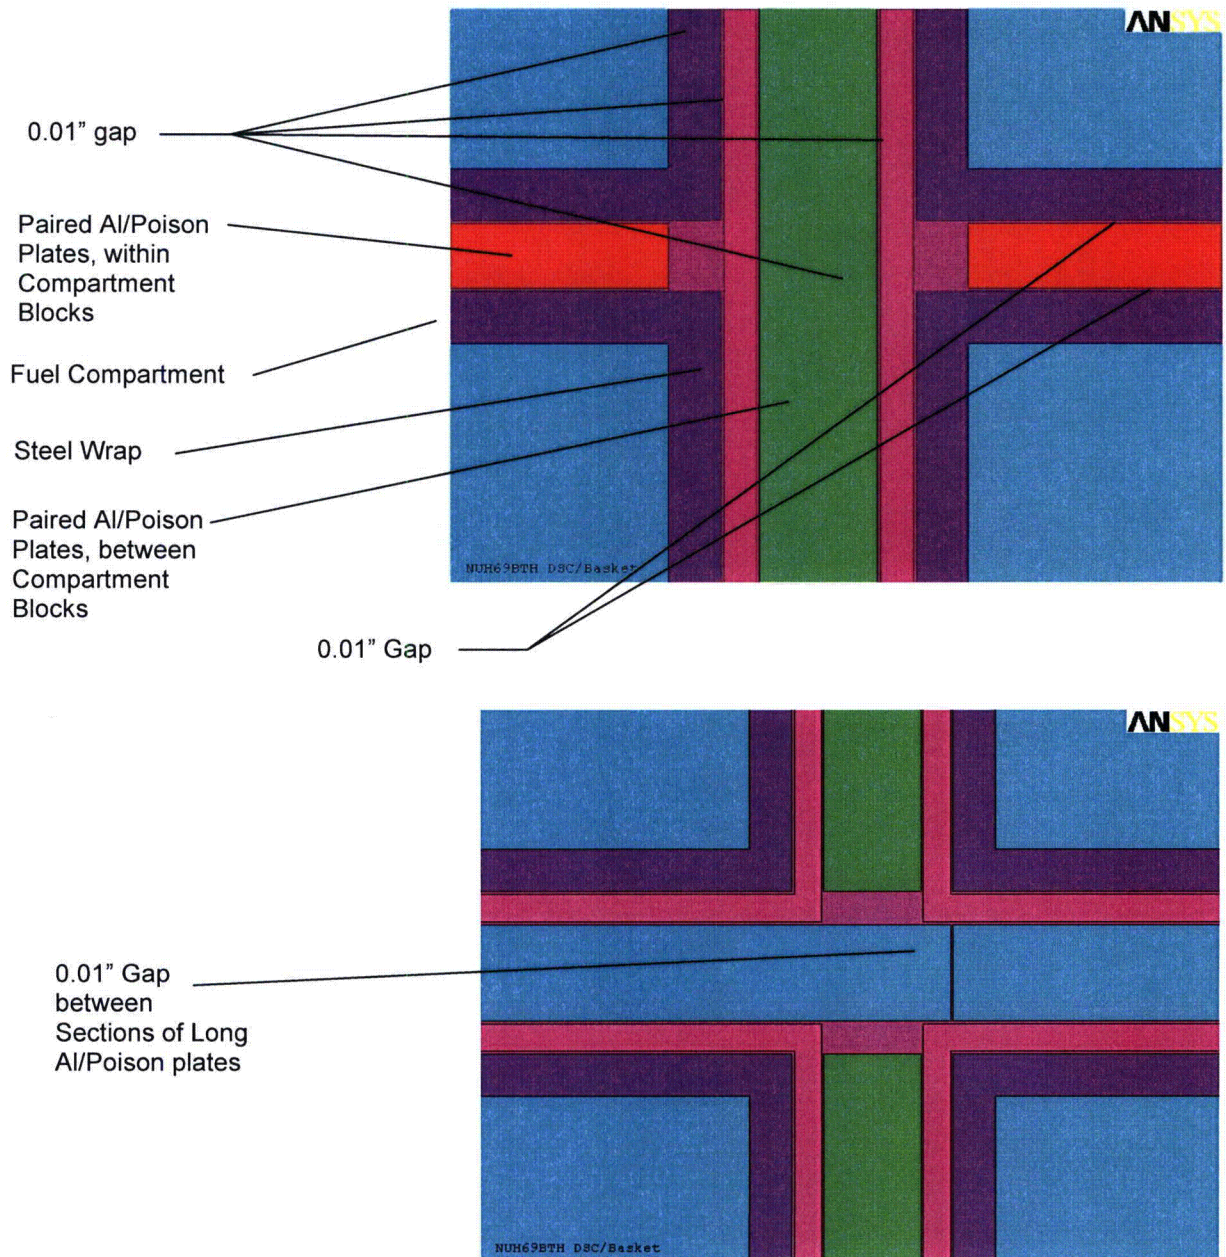 ANSYS
0.01” gap
Paired Al/Poison
Plates, within
Compartment
Blocks
Fuel Compartment
Steel Wrap
Paired Al/Poison
Plates, between
Compartment
Blocks
NUH69BTH DSC/Basket
0.01” Gap
ANSYS
0.01” Gap
between
Sections of Long
Al/Poison plates
NUH69BTH DSC/Basket